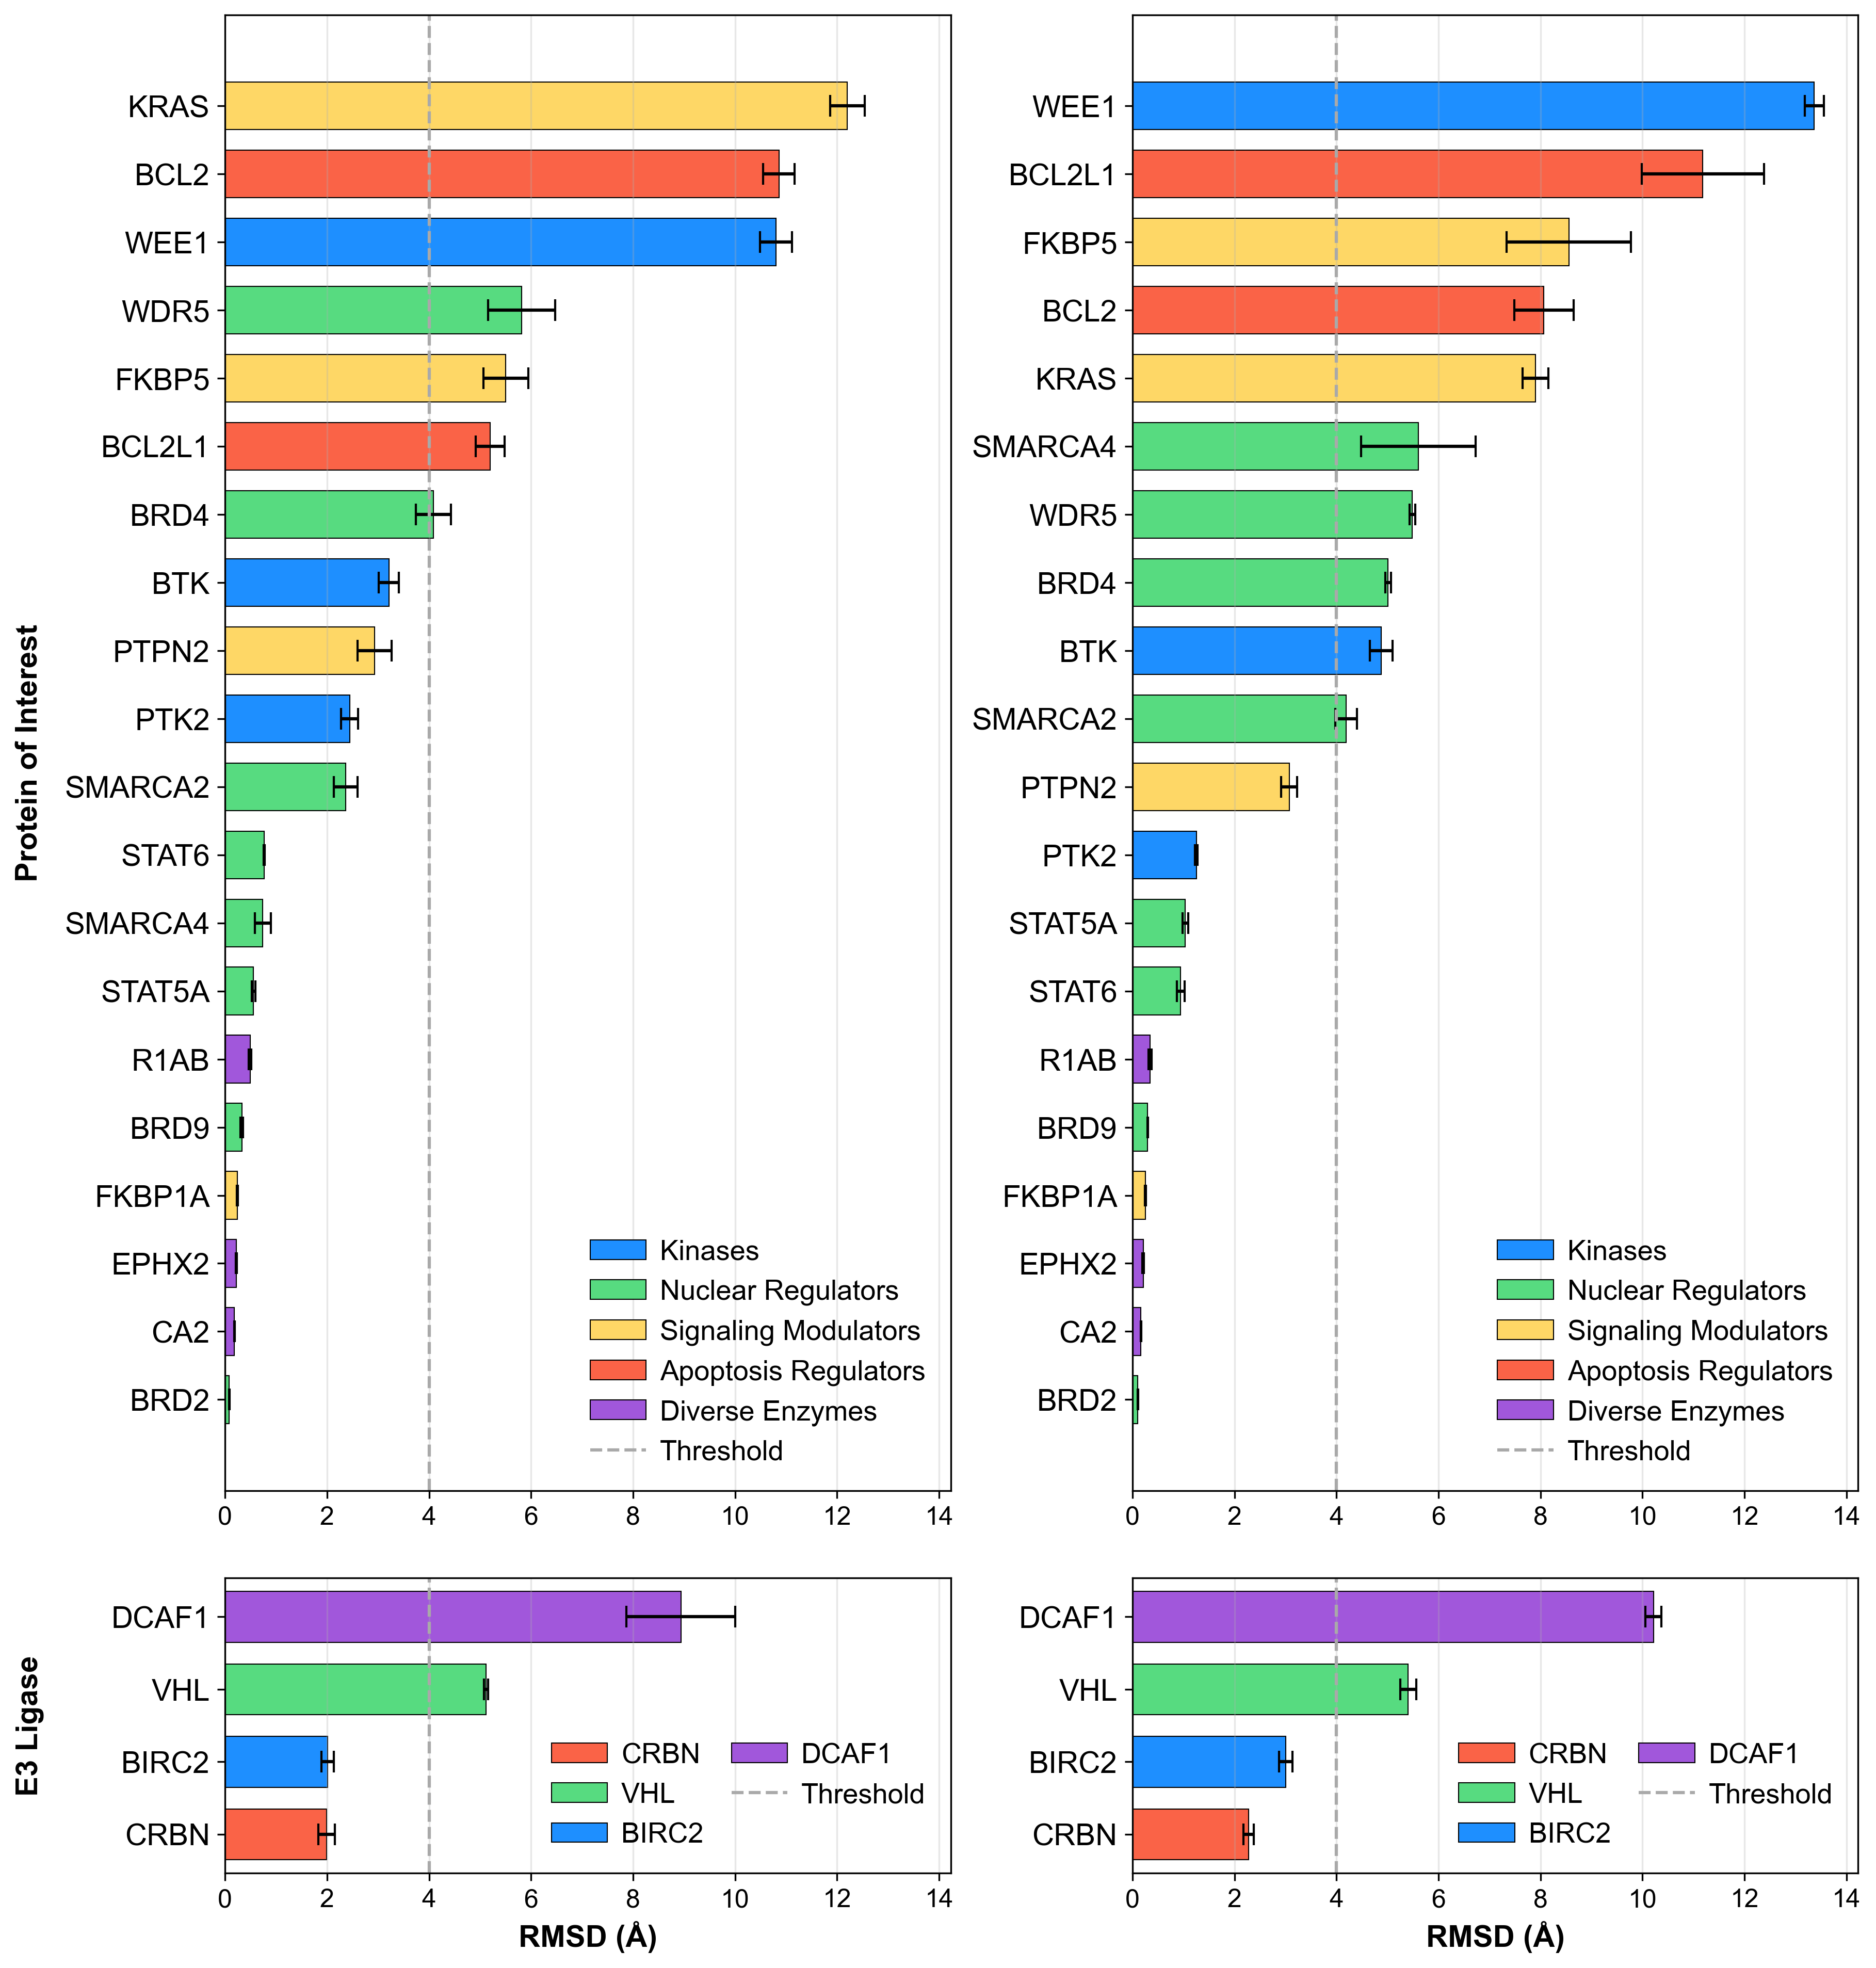 Protein of Interest
KRAS
BCL2
WEE1
WDR5
FKBP5
BCL2L1
BRD4
BTK
PTPN2
PTK2
SMARCA2
STAT6
SMARCA4
STAT5A
R1AB
BRD9
FKBP1A
EPHX2
CA2
BRD2
Kinases
Nuclear Regulators
Signaling Modulators
Apoptosis Regulators
Diverse Enzymes
Threshold
0 2 4 6 8 10 12 14
WEE1
BCL2L1
FKBP5
BCL2
KRAS
SMARCA4
WDR5
BRD4
BTK
SMARCA2
PTPN2
PTK2
STAT5A
STAT6
R1AB
BRD9
FKBP1A
EPHX2
CA2
BRD2
Kinases
Nuclear Regulators
Signaling Modulators
Apoptosis Regulators
Diverse Enzymes
Threshold
0 2 4 6 8 10 12 14
E3 Ligase
DCAF1
VHL
BIRC2
CRBN
CRBN
VHL
BIRC2
DCAF1
Threshold
0 2 4 6 8 10 12 14
RMSD (Å)
DCAF1
VHL
BIRC2
CRBN
CRBN
VHL
BIRC2
DCAF1
Threshold
0 2 4 6 8 10 12 14
RMSD (Å)